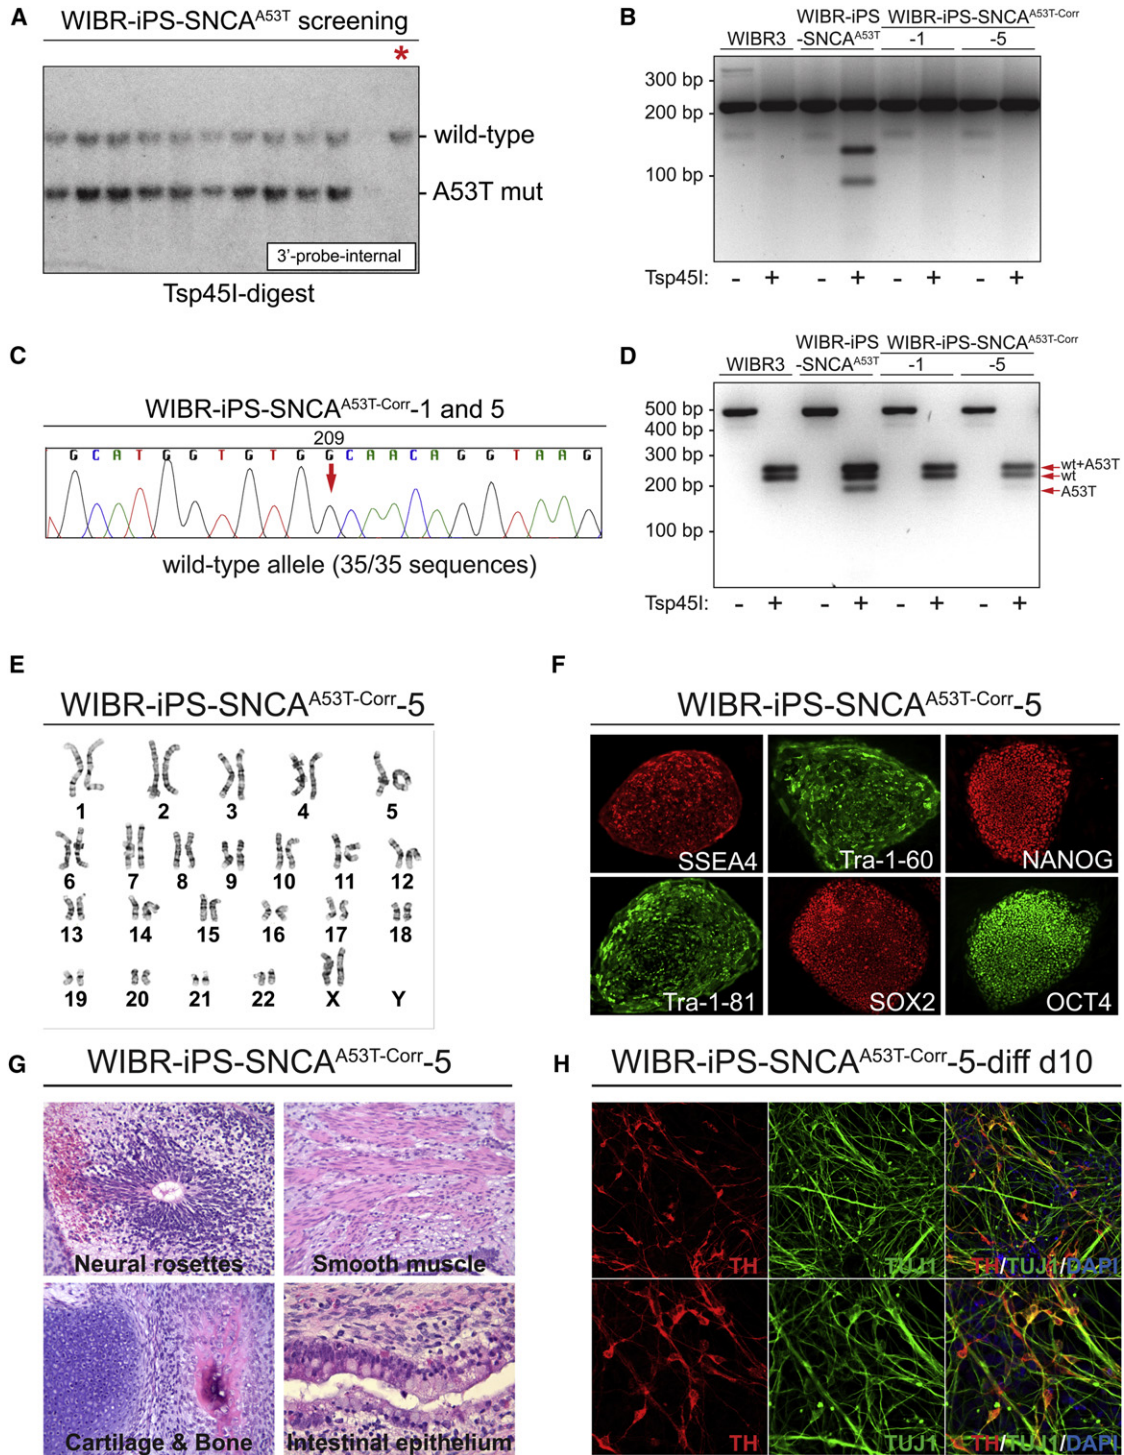 A
WIBR-iPS-SNCA^A53T screening
*
wild-type
A53T mut
3'-probe-internal
Tsp45I-digest
B
WIBR3
WIBR-iPS
-SNCA^A53T
WIBR-iPS-SNCA^A53T-Corr
-1
-5
300 bp
200 bp
100 bp
Tsp45I: - + - + - + - +
C
WIBR-iPS-SNCA^A53T-Corr-1 and 5
209
G C A T G G T G T G G C A A C A G G T A A G
wild-type allele (35/35 sequences)
D
WIBR3
WIBR-iPS
-SNCA^A53T
WIBR-iPS-SNCA^A53T-Corr
-1
-5
500 bp
400 bp
300 bp
200 bp
100 bp
wt+A53T
wt
A53T
Tsp45I: - + - + - + - +
E
WIBR-iPS-SNCA^A53T-Corr-5
1 2 3 4 5
6 7 8 9 10 11 12
13 14 15 16 17 18
19 20 21 22 X Y
F
WIBR-iPS-SNCA^A53T-Corr-5
SSEA4 Tra-1-60 NANOG
Tra-1-81 SOX2 OCT4
G
WIBR-iPS-SNCA^A53T-Corr-5
Neural rosettes Smooth muscle
Cartilage & Bone Intestinal epithelium
H
WIBR-iPS-SNCA^A53T-Corr-5-diff d10
TH TUJ1 TH/TUJ1/DAPI
TH TUJ1 TH/TUJ1/DAPI